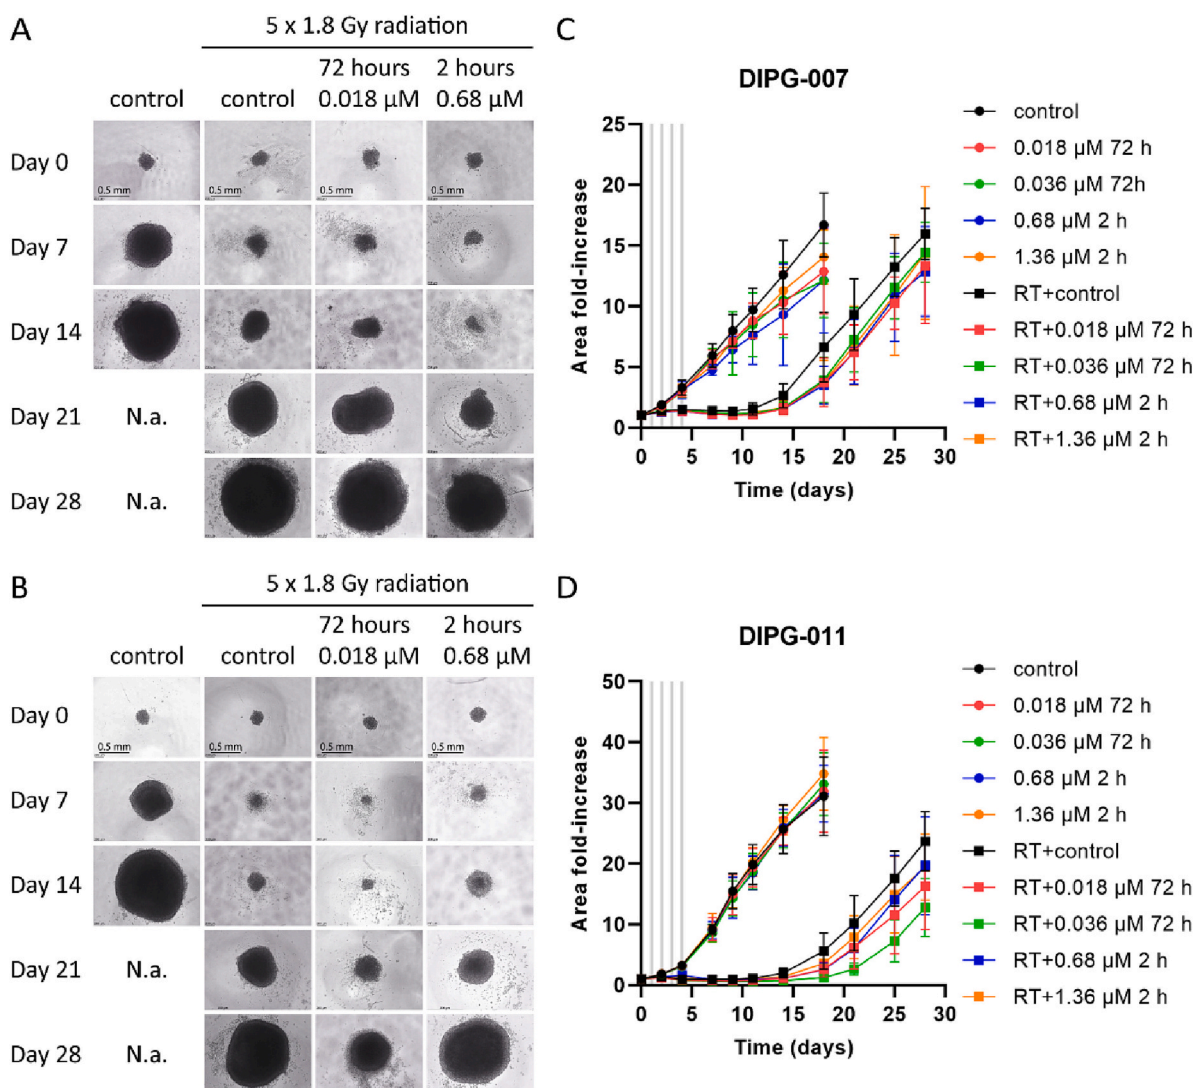 A
5 x 1.8 Gy radiation
72 hours 2 hours
control control 0.018 µM 0.68 µM
Day 0
0.5 mm 0.5 mm 0.5 mm 0.5 mm
Day 7
Day 14
Day 21 N.a.
Day 28 N.a.
B
5 x 1.8 Gy radiation
72 hours 2 hours
control control 0.018 µM 0.68 µM
Day 0
0.5 mm 0.5 mm 0.5 mm 0.5 mm
Day 7
Day 14
Day 21 N.a.
Day 28 N.a.
C
DIPG-007
Area fold-increase
25
20
15
10
5
0
0 5 10 15 20 25 30
Time (days)
control
0.018 µM 72 h
0.036 µM 72h
0.68 µM 2 h
1.36 µM 2 h
RT+control
RT+0.018 µM 72 h
RT+0.036 µM 72 h
RT+0.68 µM 2 h
RT+1.36 µM 2 h
D
DIPG-011
Area fold-increase
50
40
30
20
10
0
0 5 10 15 20 25 30
Time (days)
control
0.018 µM 72 h
0.036 µM 72 h
0.68 µM 2 h
1.36 µM 2 h
RT+control
RT+0.018 µM 72 h
RT+0.036 µM 72 h
RT+0.68 µM 2 h
RT+1.36 µM 2 h